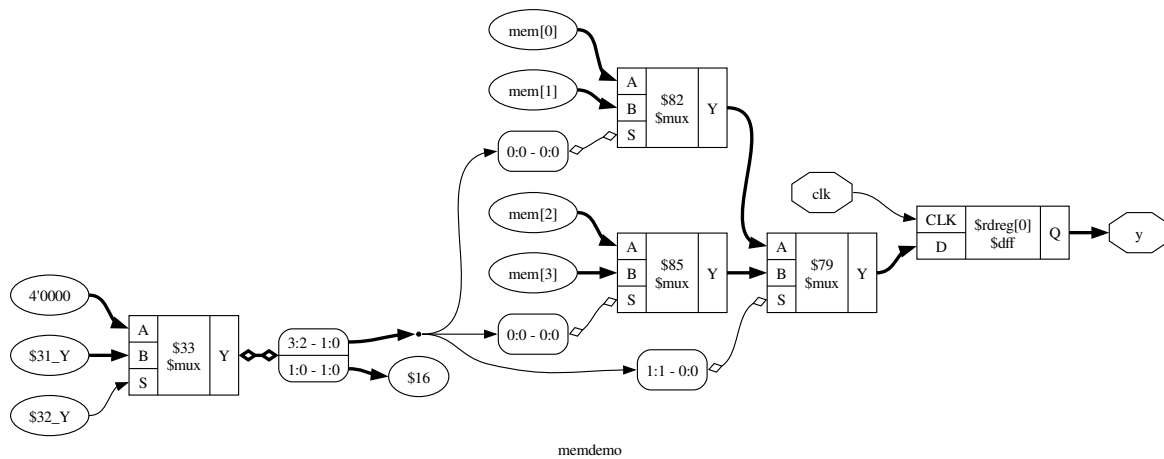 mem[0]
mem[1]
A
B
S
$82
$mux
Y
0:0 - 0:0
mem[2]
mem[3]
A
B
S
$85
$mux
Y
0:0 - 0:0
A
B
S
$79
$mux
Y
1:1 - 0:0
clk
CLK
D
$rdreg[0]
$dff
Q
y
4'0000
$31_Y
$32_Y
A
B
S
$33
$mux
Y
3:2 - 1:0
1:0 - 1:0
$16
memdemo